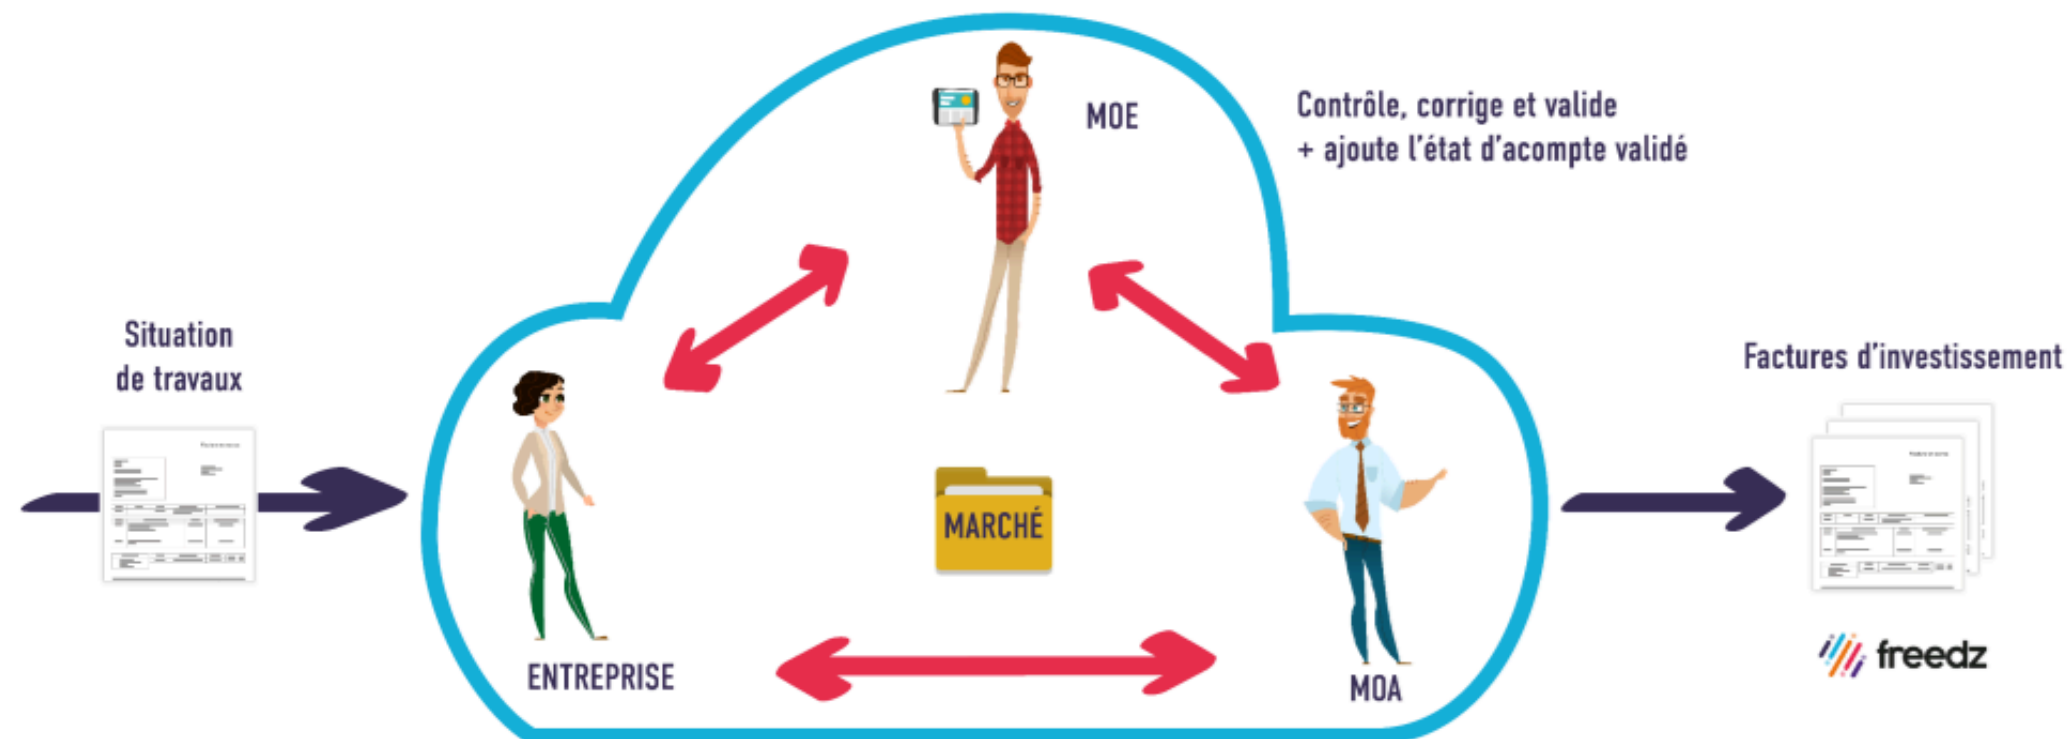 MOE
Contrôle, corrige et valide
+ ajoute l'état d'acompte validé
Situation
de travaux
Factures d'investissement
MARCHÉ
ENTREPRISE
MOA
freedz